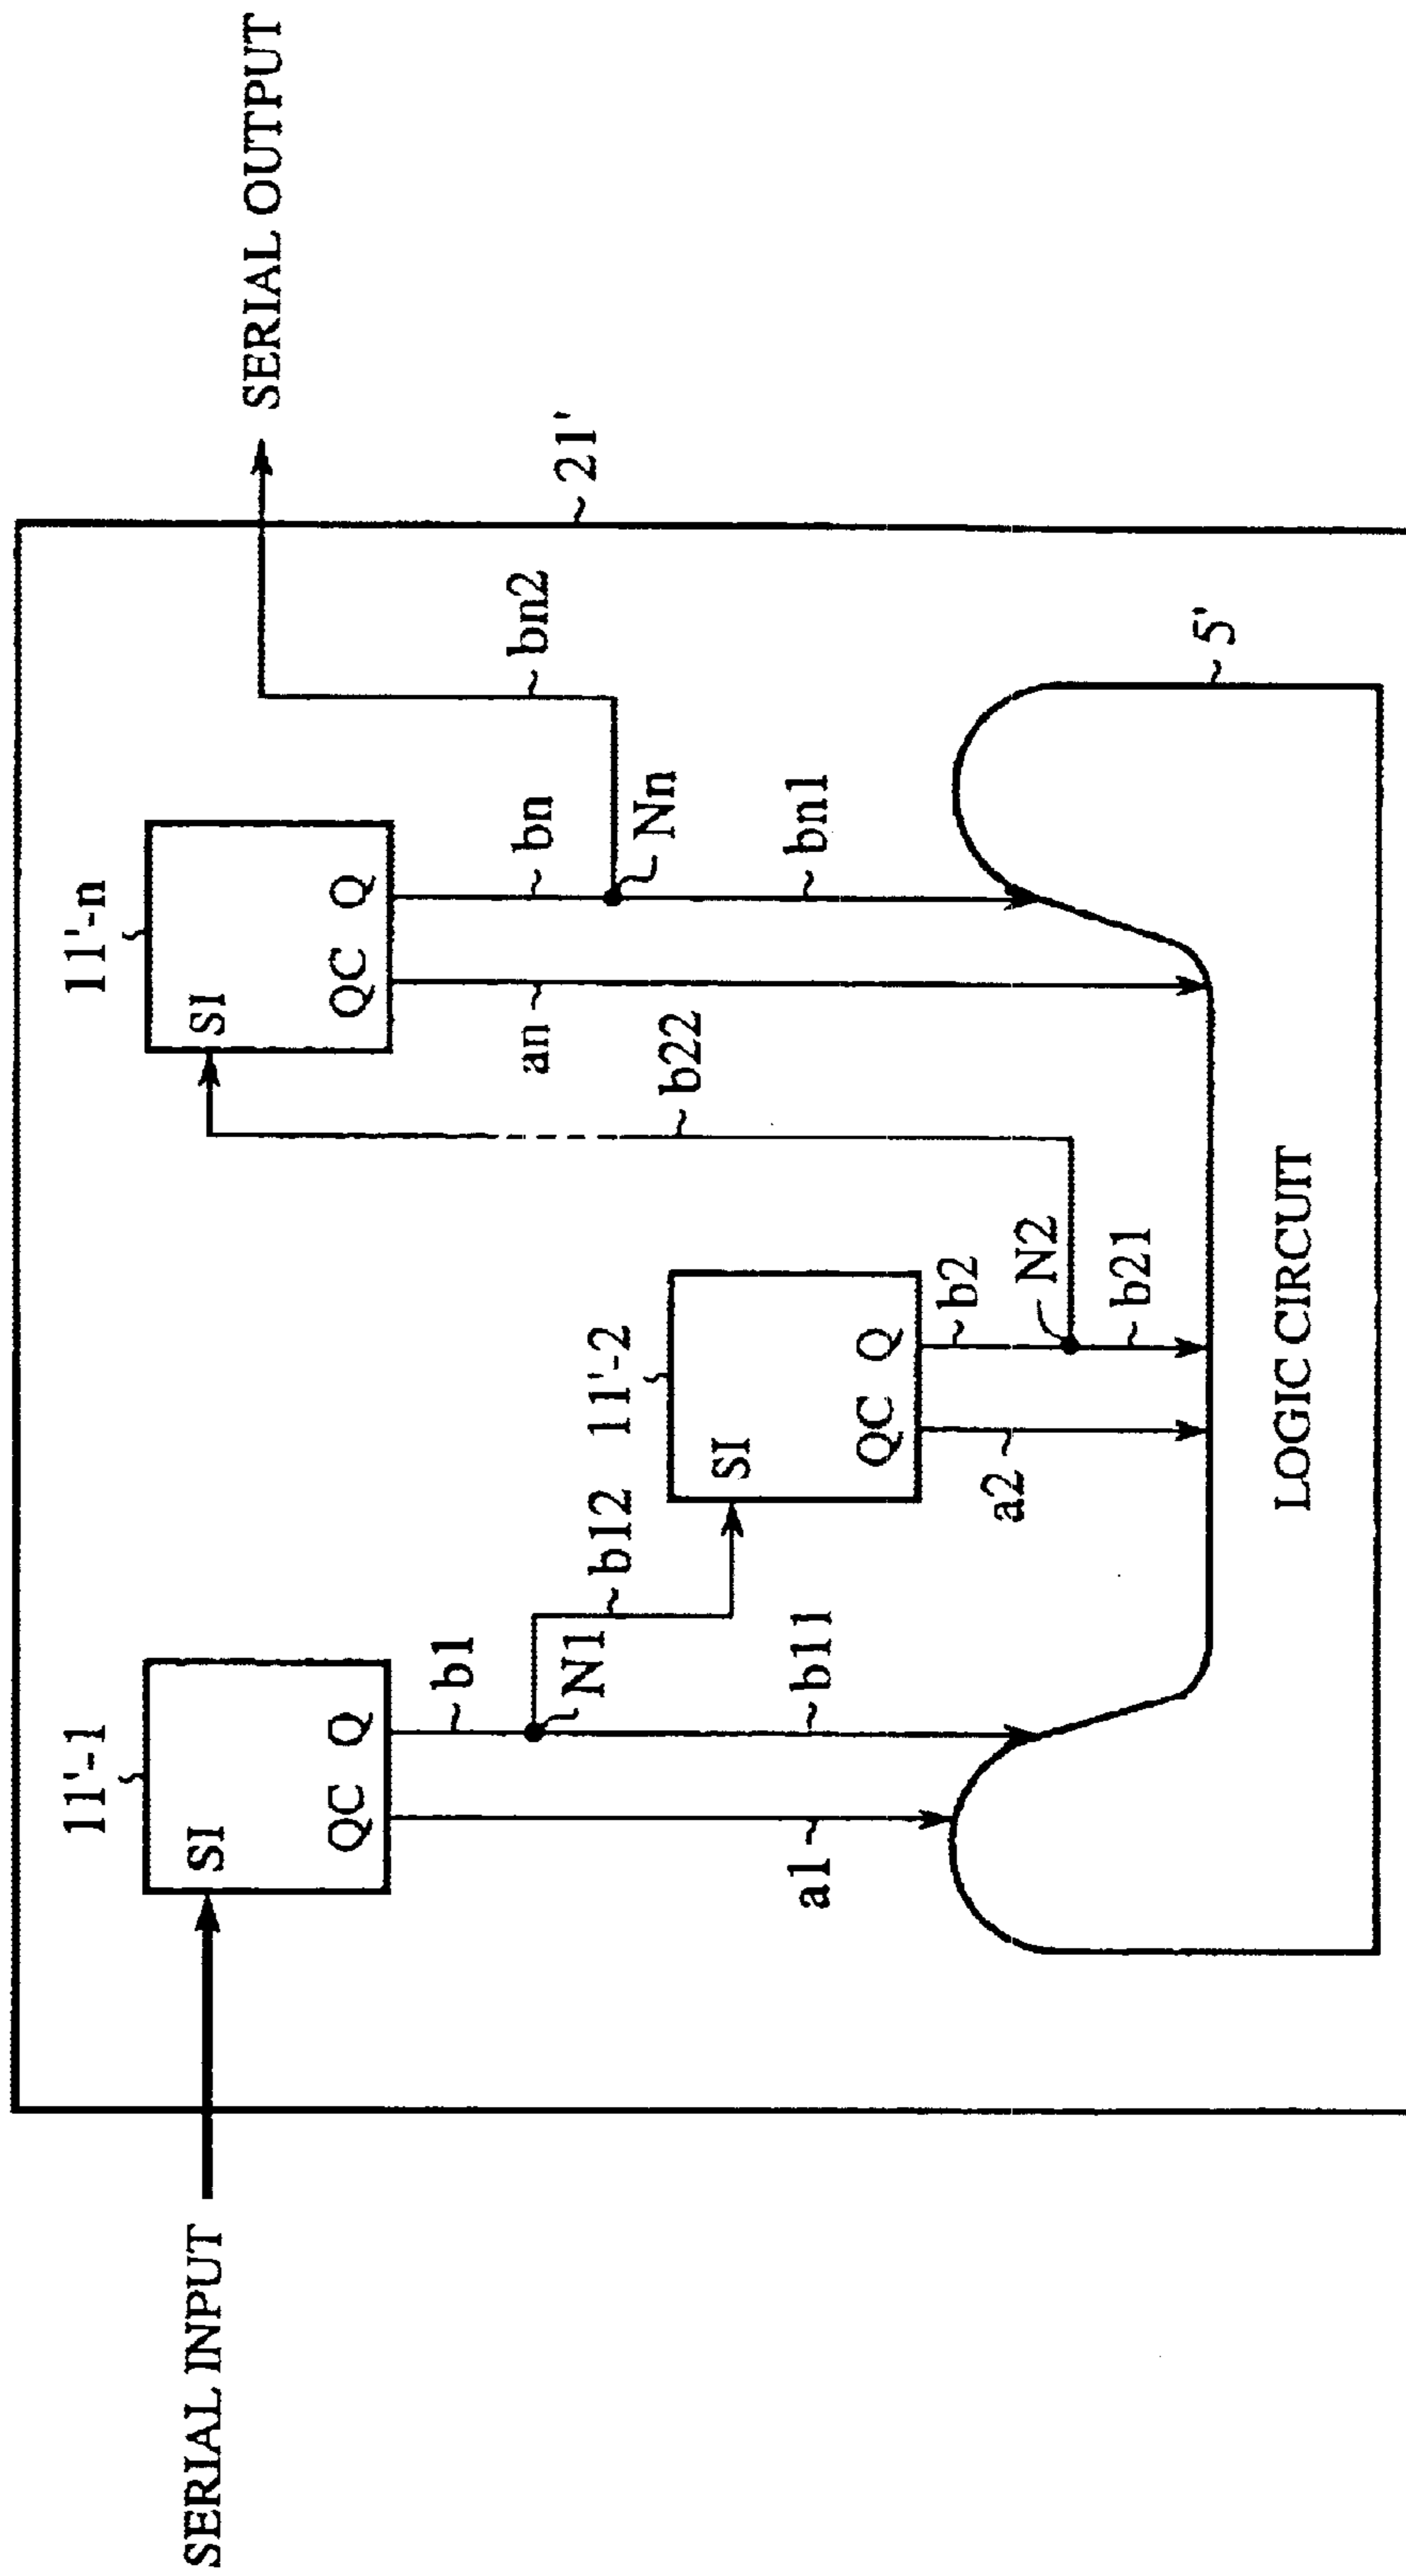 SERIAL INPUT
SERIAL OUTPUT
21'
11'-1
SI
QC Q
b1
N1
b12
a1
b11
11'-2
SI
QC Q
b2
N2
a2
b21
b22
11'-n
SI
QC Q
an
bn
Nn
bn2
bn1
5'
LOGIC CIRCUIT